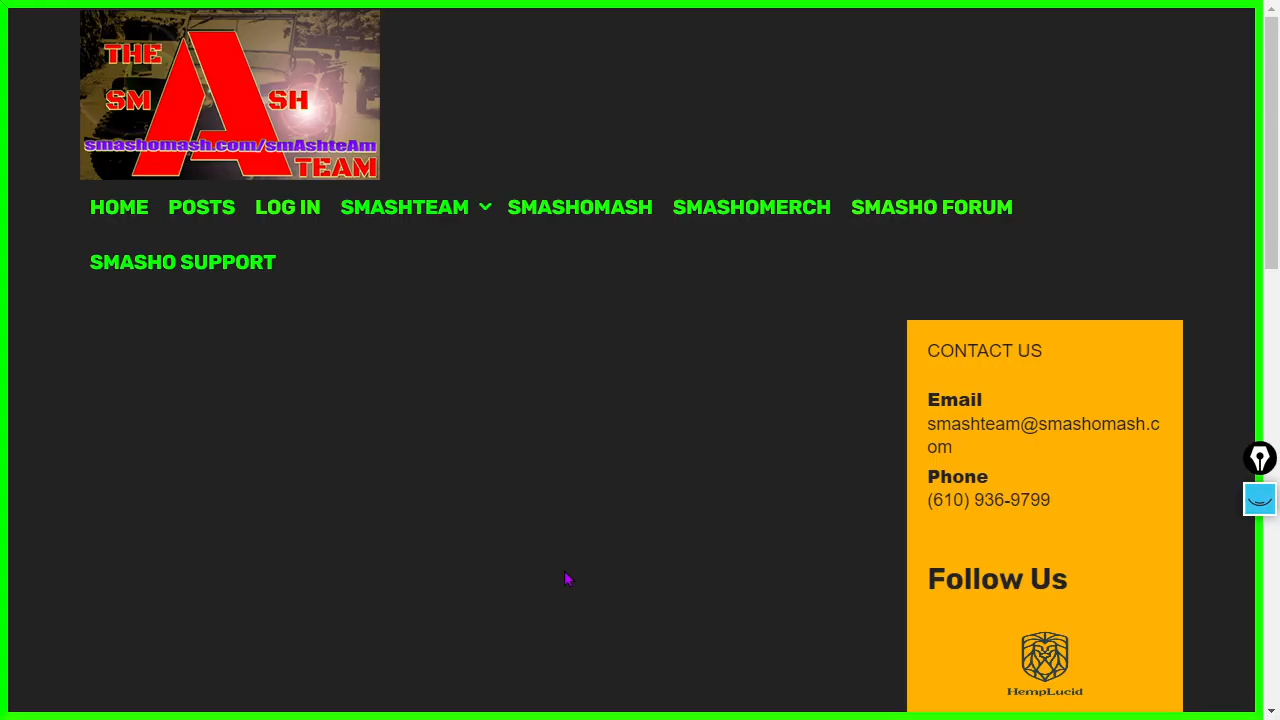 THE
SM SH
smashomash.com/smAshteAm
TEAM
HOME POSTS LOG IN SMASHTEAM SMASHOMASH SMASHOMERCH SMASHO FORUM
SMASHO SUPPORT
CONTACT US
Email
smashteam@smashomash.c
om
Phone
(610) 936-9799
Follow Us
HempLucid